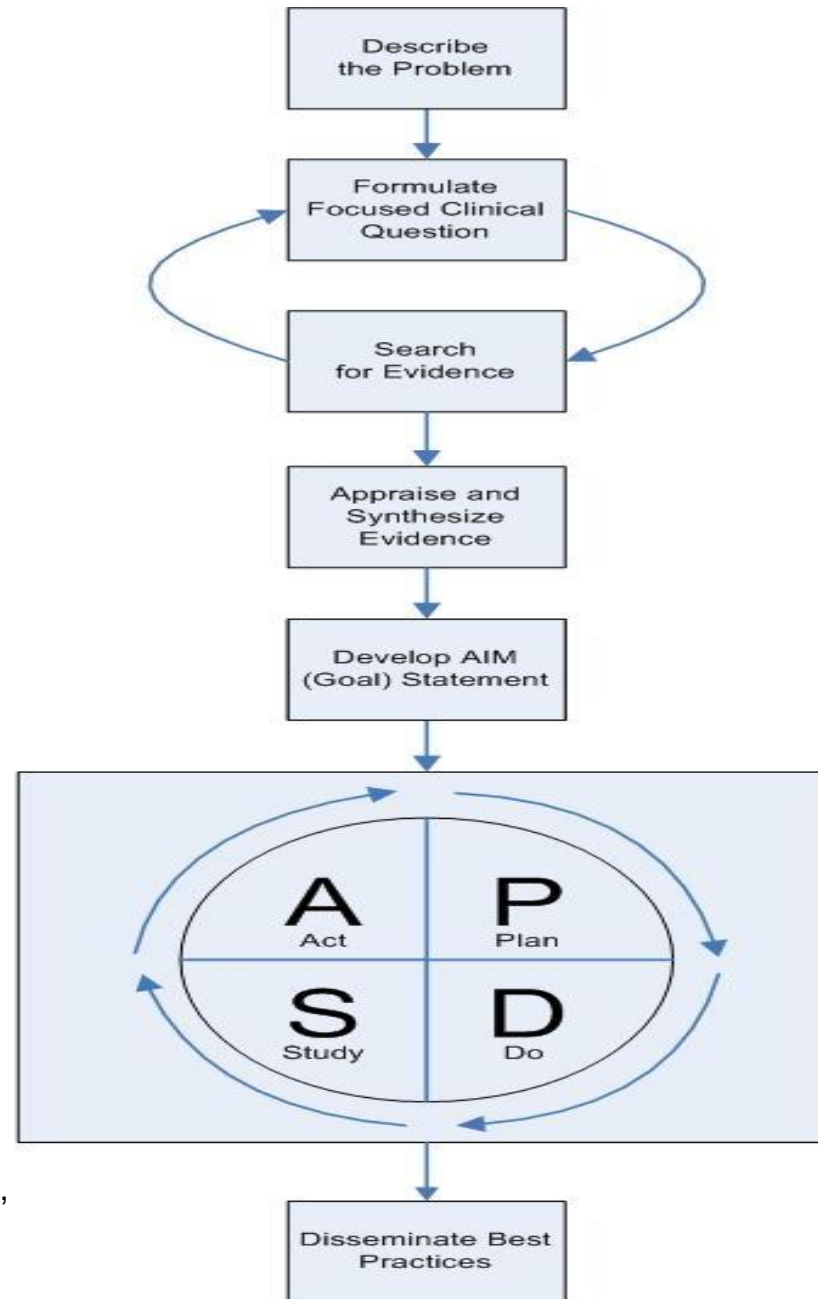 Describe
the Problem
Formulate
Focused Clinical
Question
Search
for Evidence
Appraise and
Synthesize
Evidence
Develop AIM
(Goal) Statement
A
Act
P
Plan
S
Study
D
Do
,
Disseminate Best
Practices